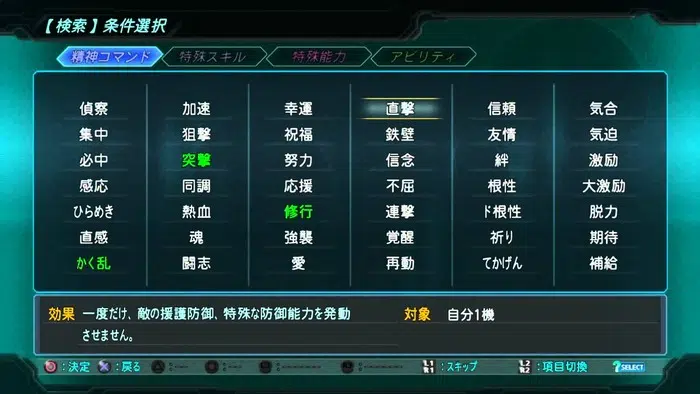 【検索】条件選択
精神コマンド 特殊スキル 特殊能力 アビリティ
偵察 加速 幸運 直撃 信頼 気合
集中 狙撃 祝福 鉄壁 友情 気迫
必中 突撃 努力 信念 絆 激励
感応 同調 応援 不屈 根性 大激励
ひらめき 熱血 修行 連撃 ド根性 脱力
直感 魂 強襲 覚醒 祈り 期待
かく乱 闘志 愛 再動 てかげん 補給
効果 一度だけ、敵の援護防御、特殊な防御能力を発動 対象 自分1機
させません。
:決定 :戻る L1 R1 :スキップ L2 R2 :項目切換 ?SELECT